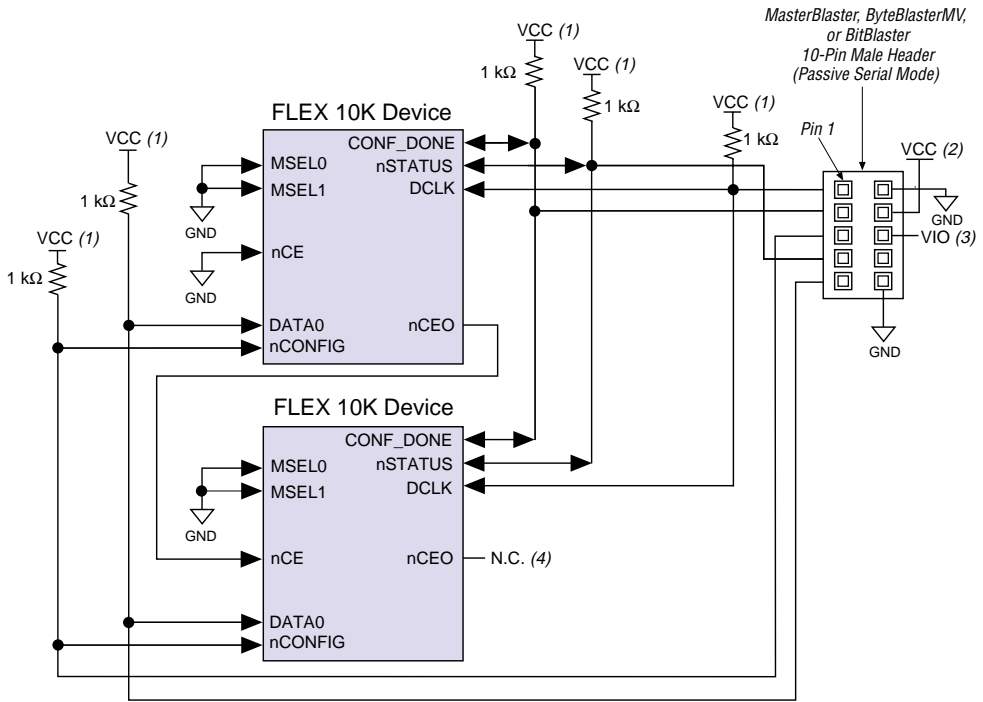 MasterBlaster, ByteBlasterMV,
or BitBlaster
10-Pin Male Header
(Passive Serial Mode)
VCC (1)
1 kΩ
VCC (1)
1 kΩ
VCC (1)
1 kΩ
Pin 1
VCC (2)
GND
VIO (3)
GND
VCC (1)
1 kΩ
VCC (1)
1 kΩ
FLEX 10K Device
CONF_DONE
MSEL0
nSTATUS
MSEL1
DCLK
GND
nCE
GND
DATA0
nCEO
nCONFIG
FLEX 10K Device
CONF_DONE
MSEL0
nSTATUS
MSEL1
DCLK
GND
nCE
nCEO
N.C. (4)
DATA0
nCONFIG